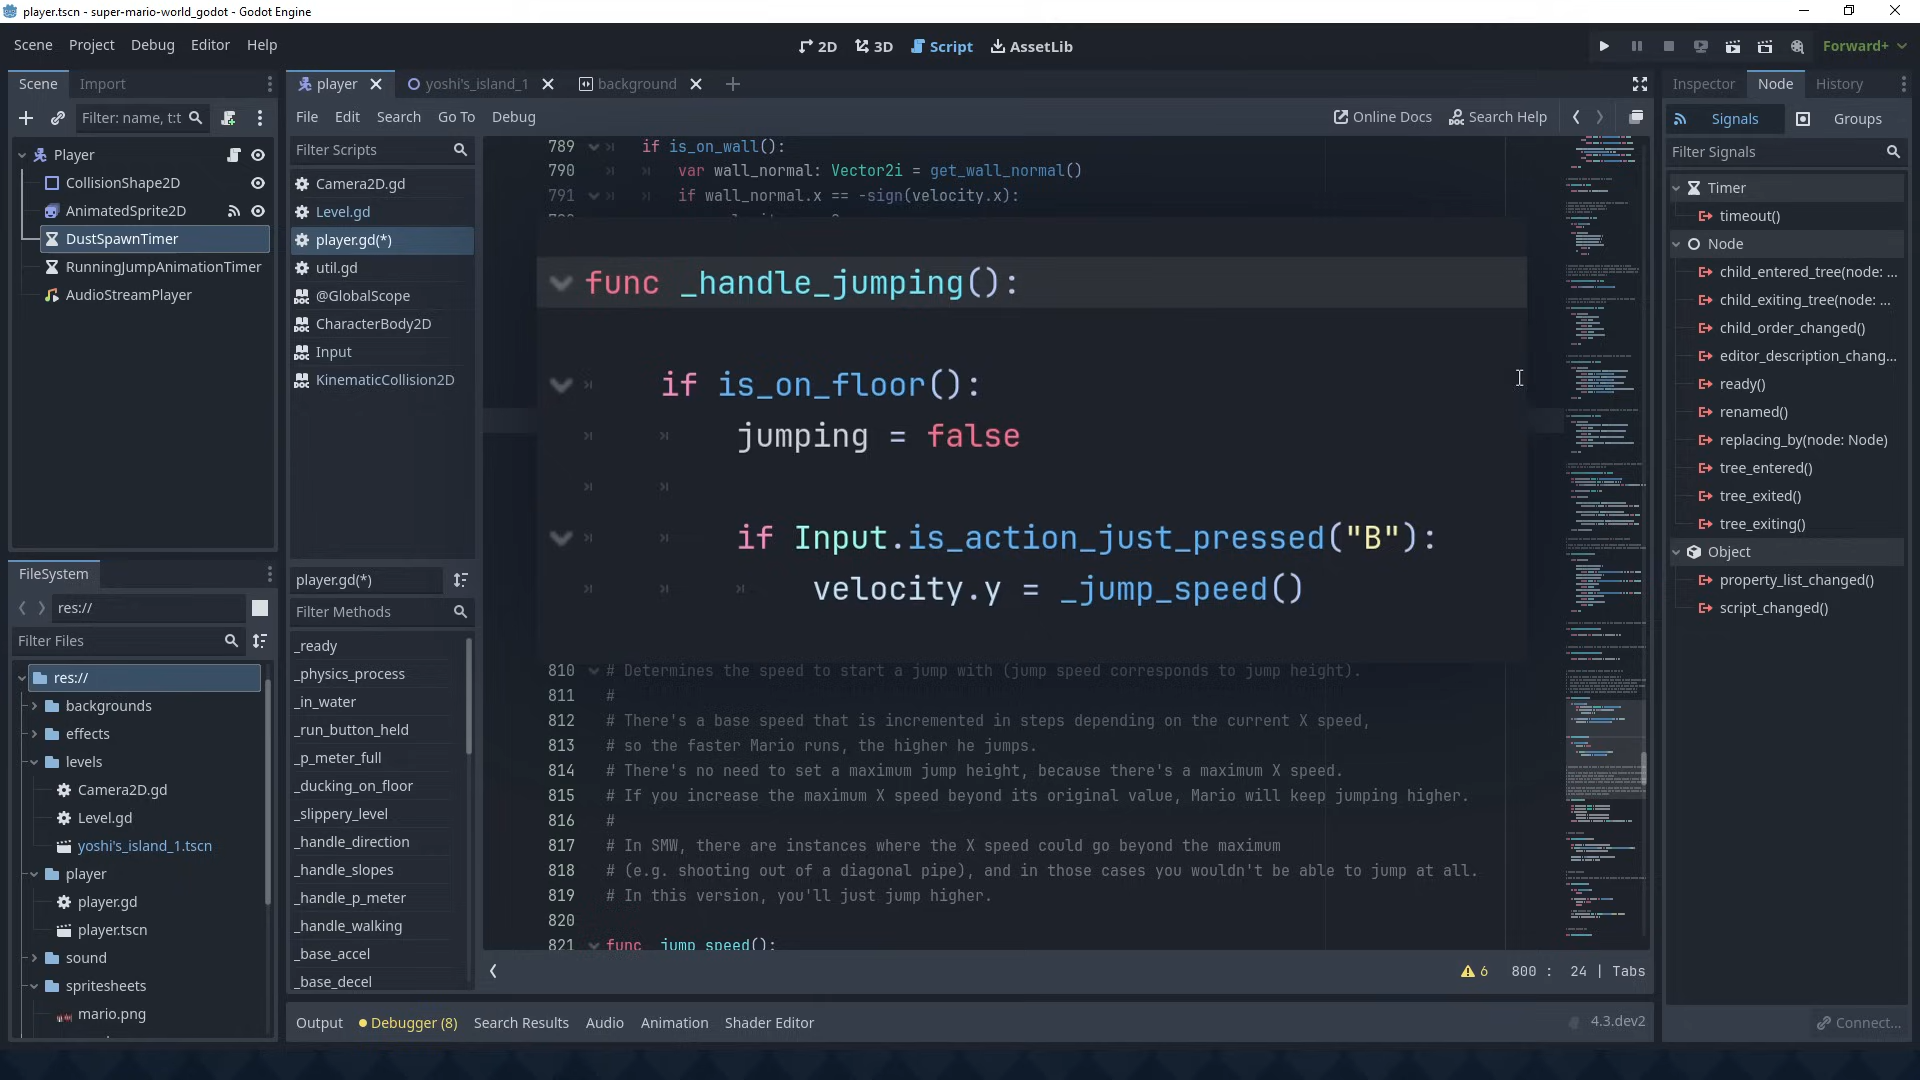 player.tscn - super-mario-world_godot - Godot Engine
Scene Project Debug Editor Help
2D 3D Script AssetLib
Forward+
Scene Import
player yoshi's_island_1 background
Inspector Node History
Filter: name, t:t
File Edit Search Go To Debug
Online Docs Search Help
Signals Groups
Player
CollisionShape2D
AnimatedSprite2D
DustSpawnTimer
RunningJumpAnimationTimer
AudioStreamPlayer
Filter Scripts
Camera2D.gd
Level.gd
player.gd(*)
util.gd
@GlobalScope
CharacterBody2D
Input
KinematicCollision2D
789 if is_on_wall():
790 var wall_normal: Vector2i = get_wall_normal()
791 if wall_normal.x == -sign(velocity.x):
func _handle_jumping():
if is_on_floor():
jumping = false
if Input.is_action_just_pressed("B"):
velocity.y = _jump_speed()
810 # Determines the speed to start a jump with (jump speed corresponds to jump height).
811 #
812 # There's a base speed that is incremented in steps depending on the current X speed,
813 # so the faster Mario runs, the higher he jumps.
814 # There's no need to set a maximum jump height, because there's a maximum X speed.
815 # If you increase the maximum X speed beyond its original value, Mario will keep jumping higher.
816 #
817 # In SMW, there are instances where the X speed could go beyond the maximum
818 # (e.g. shooting out of a diagonal pipe), and in those cases you wouldn't be able to jump at all.
819 # In this version, you'll just jump higher.
820
821 func _jump_speed():
6 800 : 24 | Tabs
Filter Signals
Timer
timeout()
Node
child_entered_tree(node: ...
child_exiting_tree(node: ...
child_order_changed()
editor_description_chang...
ready()
renamed()
replacing_by(node: Node)
tree_entered()
tree_exited()
tree_exiting()
Object
property_list_changed()
script_changed()
Connect...
FileSystem
res://
Filter Files
res://
backgrounds
effects
levels
Camera2D.gd
Level.gd
yoshi's_island_1.tscn
player
player.gd
player.tscn
sound
spritesheets
mario.png
player.gd(*)
Filter Methods
_ready
_physics_process
_in_water
_run_button_held
_p_meter_full
_ducking_on_floor
_slippery_level
_handle_direction
_handle_slopes
_handle_p_meter
_handle_walking
_base_accel
_base_decel
Output Debugger (8) Search Results Audio Animation Shader Editor
4.3.dev2